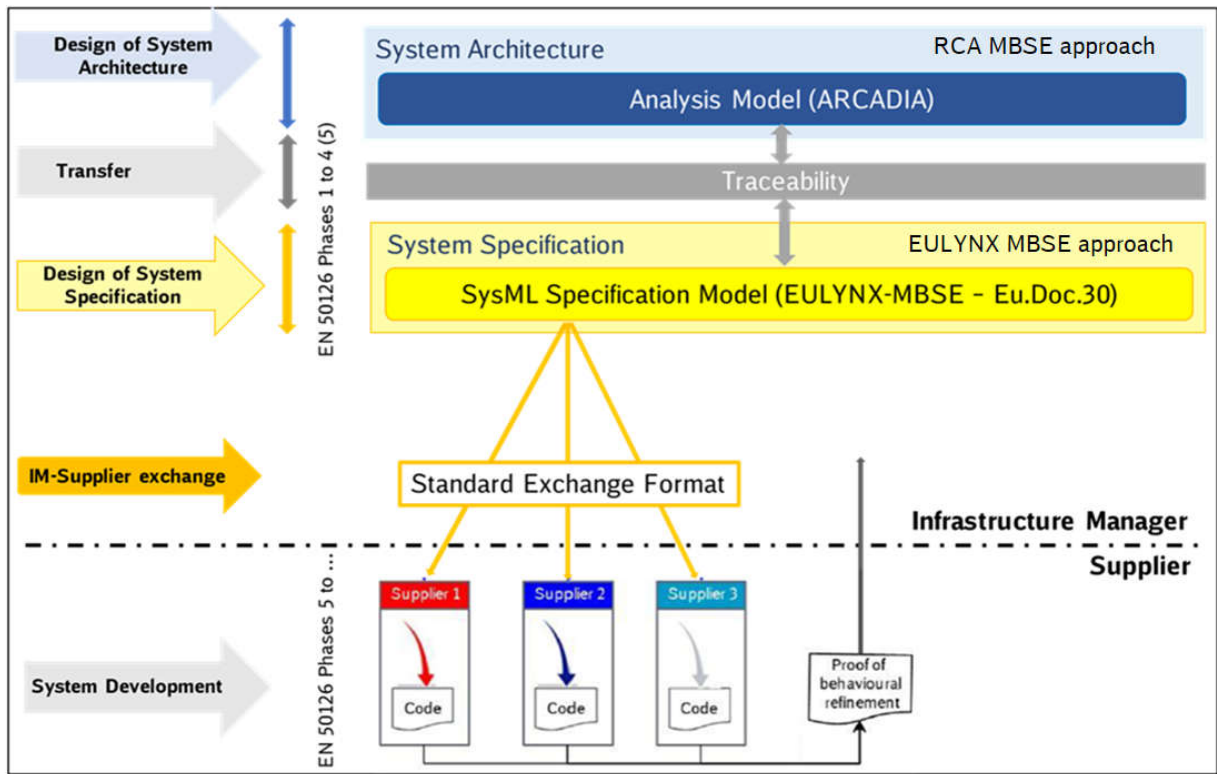 Design of System
Architecture
System Architecture
RCA MBSE approach
Analysis Model (ARCADIA)
Transfer
Traceability
EN 50126 Phases 1 to 4 (5)
Design of System
Specification
System Specification
EULYNX MBSE approach
SysML Specification Model (EULYNX-MBSE – Eu.Doc.30)
IM-Supplier exchange
Standard Exchange Format
Infrastructure Manager
Supplier
EN 50126 Phases 5 to ...
Supplier 1
Supplier 2
Supplier 3
System Development
Code
Code
Code
Proof of
behavioural
refinement